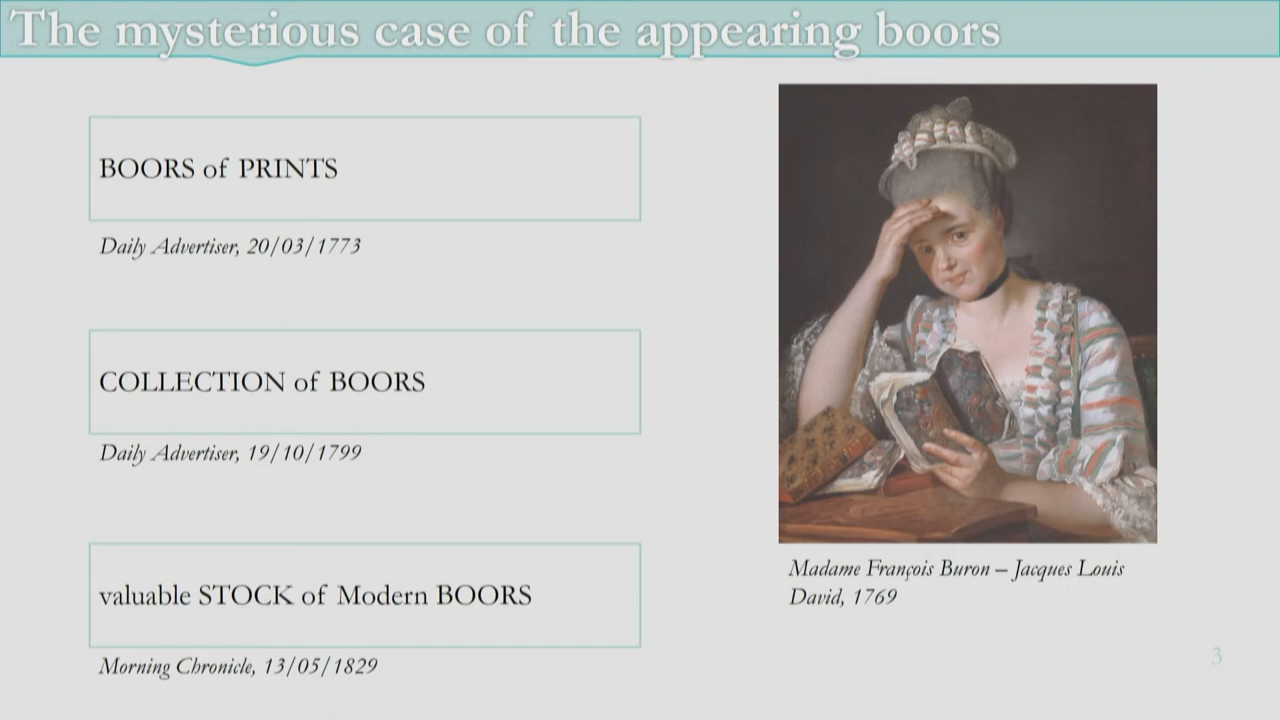 The mysterious case of the appearing boors
BOORS of PRINTS
Daily Advertiser, 20/03/1773
COLLECTION of BOORS
Daily Advertiser, 19/10/1799
valuable STOCK of Modern BOORS
Morning Chronicle, 13/05/1829
Madame François Buron – Jacques Louis
David, 1769
3